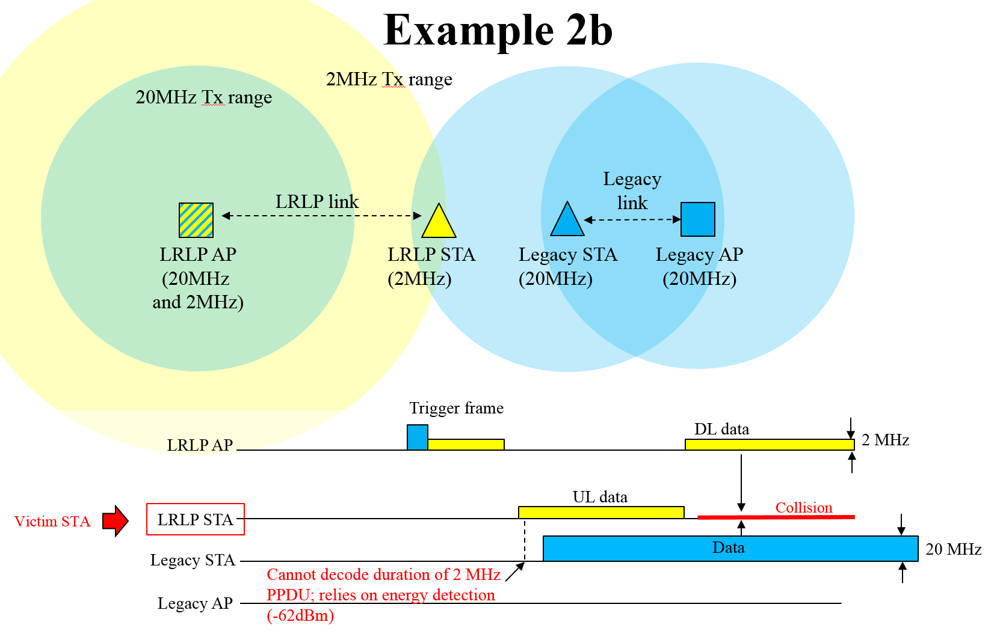 Example 2b
2MHz Tx range
20MHz Tx range
LRLP link
Legacy
link
LRLP AP
(20MHz
and 2MHz)
LRLP STA
(2MHz)
Legacy STA
(20MHz)
Legacy AP
(20MHz)
Trigger frame
DL data
LRLP AP
2 MHz
UL data
Collision
Victim STA
LRLP STA
Data
20 MHz
Legacy STA
Cannot decode duration of 2 MHz
PPDU; relies on energy detection
(-62dBm)
Legacy AP